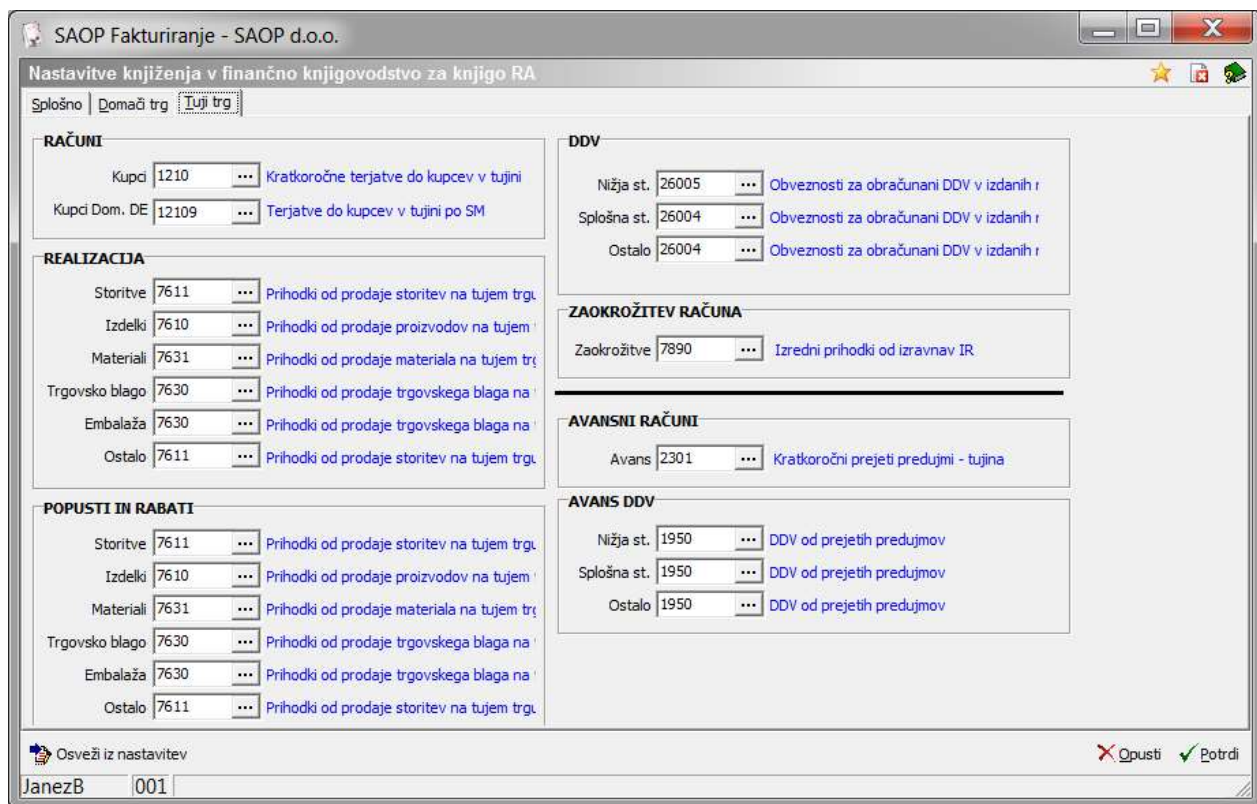 SAOP Fakturiranje - SAOP d.o.o.
Nastavitve knjiženja v finančno knjigovodstvo za knjigo RA
Splošno Domači trg Tuji trg
RAČUNI
Kupci 1210 ... Kratkoročne terjatve do kupcev v tujini
Kupci Dom. DE 12109 ... Terjatve do kupcev v tujini po SM
REALIZACIJA
Storitve 7611 ... Prihodki od prodaje storitev na tujem trgu
Izdelki 7610 ... Prihodki od prodaje proizvodov na tujem
Materiali 7631 ... Prihodki od prodaje materiala na tujem trg
Trgovsko blago 7630 ... Prihodki od prodaje trgovskega blaga na
Embalaža 7630 ... Prihodki od prodaje trgovskega blaga na
Ostalo 7611 ... Prihodki od prodaje storitev na tujem trgu
POPUSTI IN RABATI
Storitve 7611 ... Prihodki od prodaje storitev na tujem trgu
Izdelki 7610 ... Prihodki od prodaje proizvodov na tujem
Materiali 7631 ... Prihodki od prodaje materiala na tujem trg
Trgovsko blago 7630 ... Prihodki od prodaje trgovskega blaga na
Embalaža 7630 ... Prihodki od prodaje trgovskega blaga na
Ostalo 7611 ... Prihodki od prodaje storitev na tujem trgu
DDV
Nižja st. 26005 ... Obveznosti za obračunani DDV v izdanih r
Splošna st. 26004 ... Obveznosti za obračunani DDV v izdanih r
Ostalo 26004 ... Obveznosti za obračunani DDV v izdanih r
ZAOKROŽITEV RAČUNA
Zaokrožitve 7890 ... Izredni prihodki od izravnav IR
AVANSNI RAČUNI
Avans 2301 ... Kratkoročni prejeti predujmi - tujina
AVANS DDV
Nižja st. 1950 ... DDV od prejetih predujmov
Splošna st. 1950 ... DDV od prejetih predujmov
Ostalo 1950 ... DDV od prejetih predujmov
Osveži iz nastavitev
Opusti Potrdi
JanezB 001